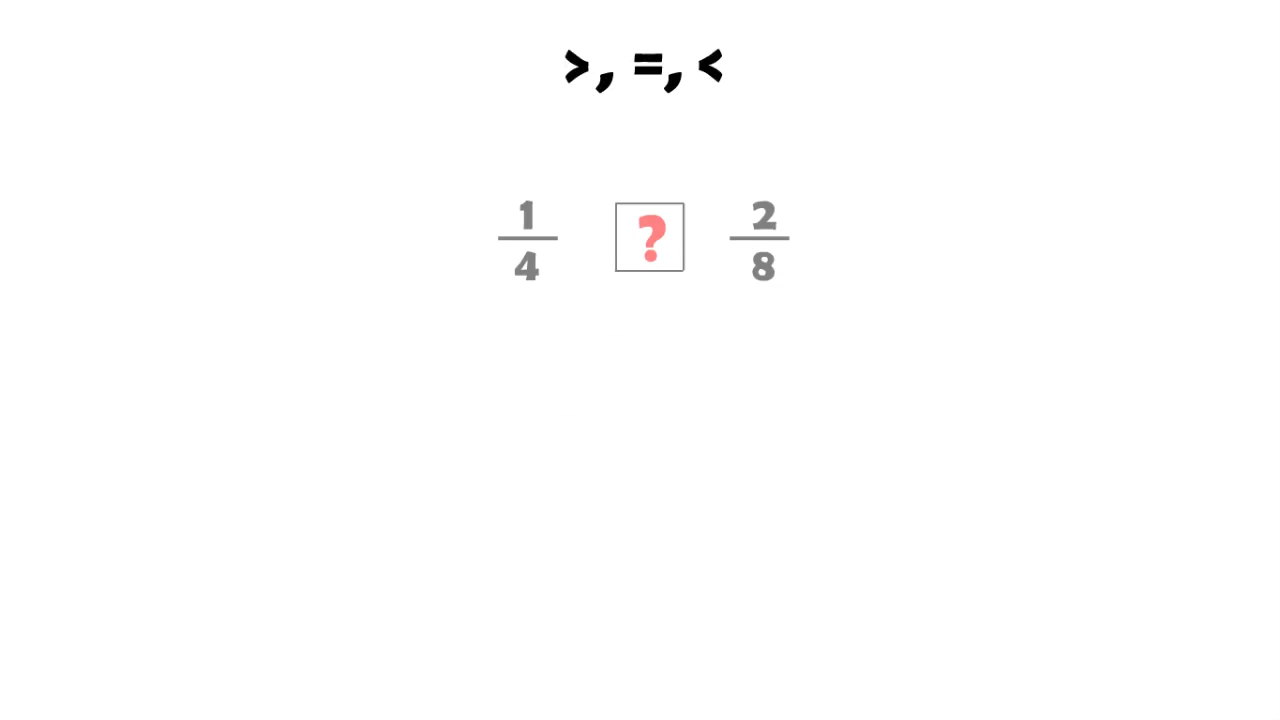 >, =, <
1 2
? 
4 8